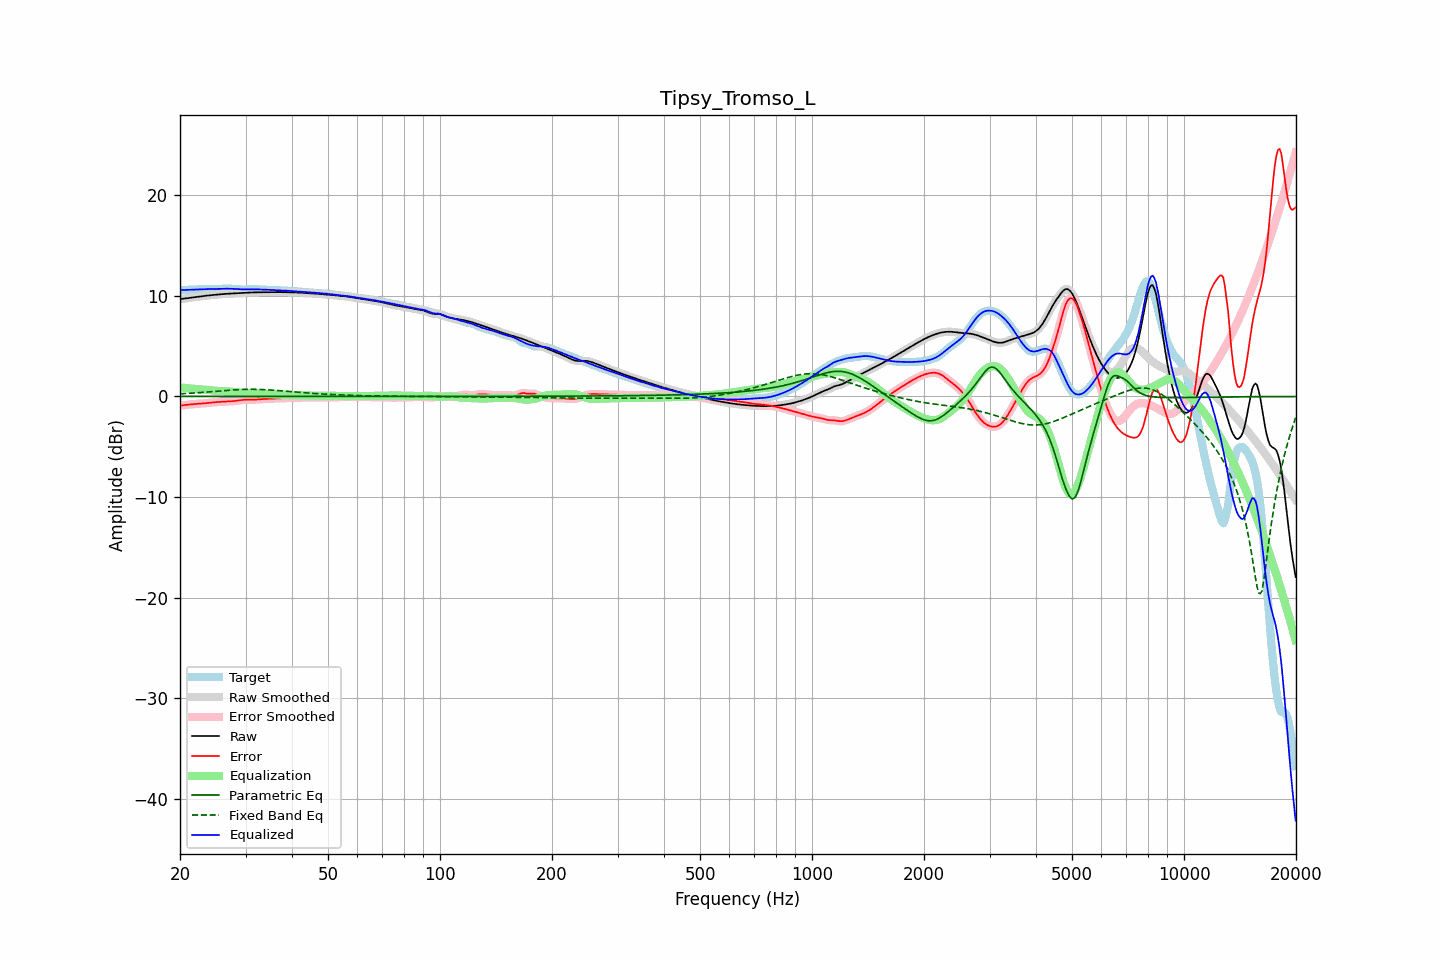 Tipsy_Tromso_L
Amplitude (dBr)
20
10
0
−10
−20
−30
−40
Target
Raw Smoothed
Error Smoothed
Raw
Error
Equalization
Parametric Eq
Fixed Band Eq
Equalized
20 50 100 200 500 1000 2000 5000 10000 20000
Frequency (Hz)